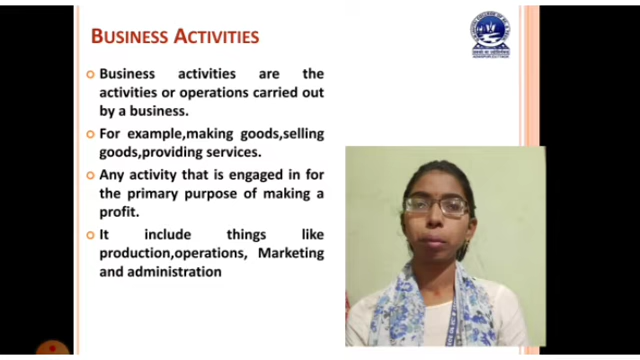 BUSINESS ACTIVITIES
Business activities are the
activities or operations carried out
by a business.
For example,making goods,selling
goods,providing services.
Any activity that is engaged in for
the primary purpose of making a
profit.
It include things like
production,operations, Marketing
and administration